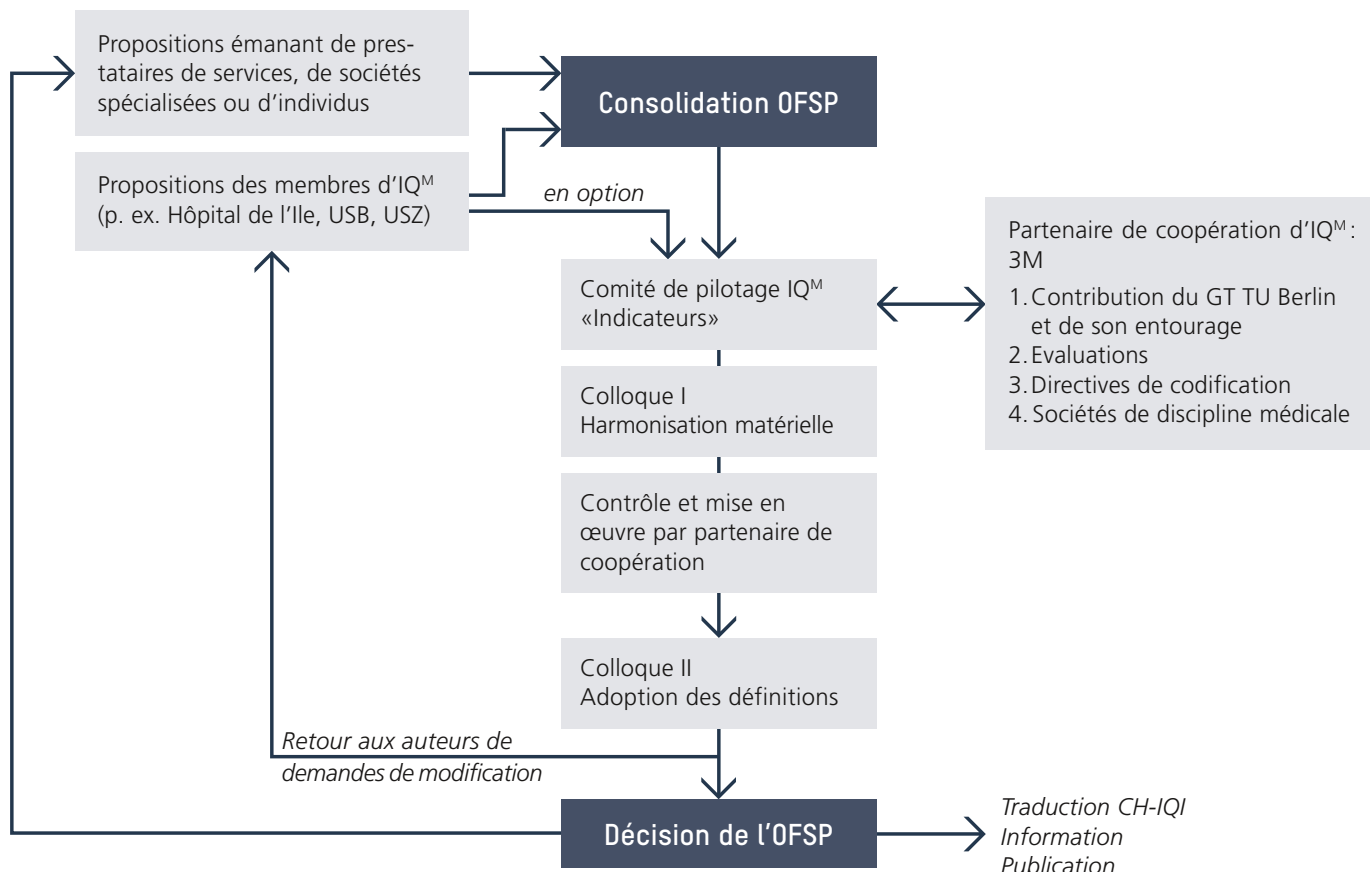 Propositions émanant de pres-
tataires de services, de sociétés
spécialisées ou d’individus
Consolidation OFSP
Propositions des membres d’IQᴹ
(p. ex. Hôpital de l’Ile, USB, USZ)
en option
Comité de pilotage IQᴹ
«Indicateurs»
Partenaire de coopération d’IQᴹ:
3M
1. Contribution du GT TU Berlin
et de son entourage
2. Evaluations
3. Directives de codification
4. Sociétés de discipline médicale
Colloque I
Harmonisation matérielle
Contrôle et mise en
œuvre par partenaire de
coopération
Colloque II
Adoption des définitions
Retour aux auteurs de
demandes de modification
Décision de l’OFSP
Traduction CH-IQI
Information
Publication